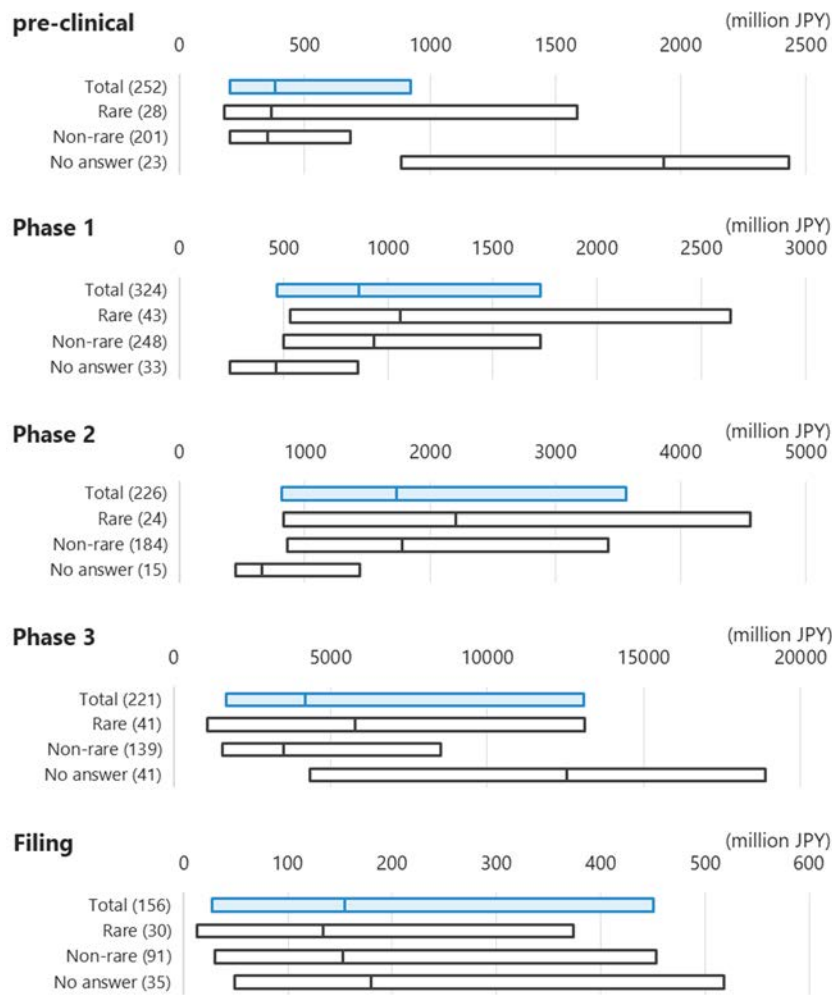 pre-clinical
(million JPY)
0 500 1000 1500 2000 2500
Total (252)
Rare (28)
Non-rare (201)
No answer (23)
Phase 1
(million JPY)
0 500 1000 1500 2000 2500 3000
Total (324)
Rare (43)
Non-rare (248)
No answer (33)
Phase 2
(million JPY)
0 1000 2000 3000 4000 5000
Total (226)
Rare (24)
Non-rare (184)
No answer (15)
Phase 3
(million JPY)
0 5000 10000 15000 20000
Total (221)
Rare (41)
Non-rare (139)
No answer (41)
Filing
(million JPY)
0 100 200 300 400 500 600
Total (156)
Rare (30)
Non-rare (91)
No answer (35)